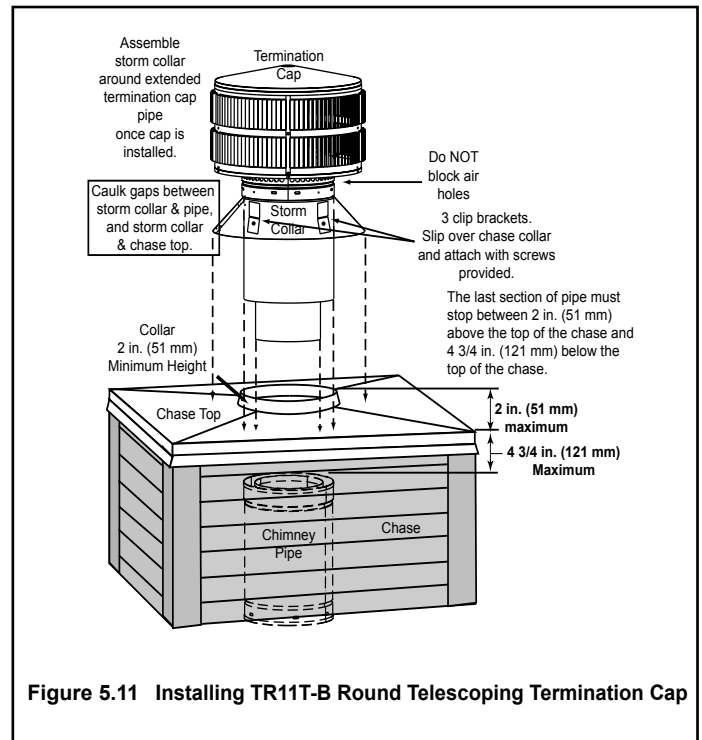 Assemble
storm collar
around extended
termination cap
pipe
once cap is
installed.
Termination
Cap
Caulk gaps between
storm collar & pipe,
and storm collar
& chase top.
Storm
Collar
Do NOT
block air
holes
3 clip brackets.
Slip over chase collar
and attach with screws
provided.
The last section of pipe must
stop between 2 in. (51 mm)
above the top of the chase and
4 3/4 in. (121 mm) below the
top of the chase.
Collar
2 in. (51 mm)
Minimum Height
Chase Top
2 in. (51 mm)
maximum
4 3/4 in. (121 mm)
Maximum
Chimney
Pipe
Chase
Figure 5.11 Installing TR11T-B Round Telescoping Termination Cap